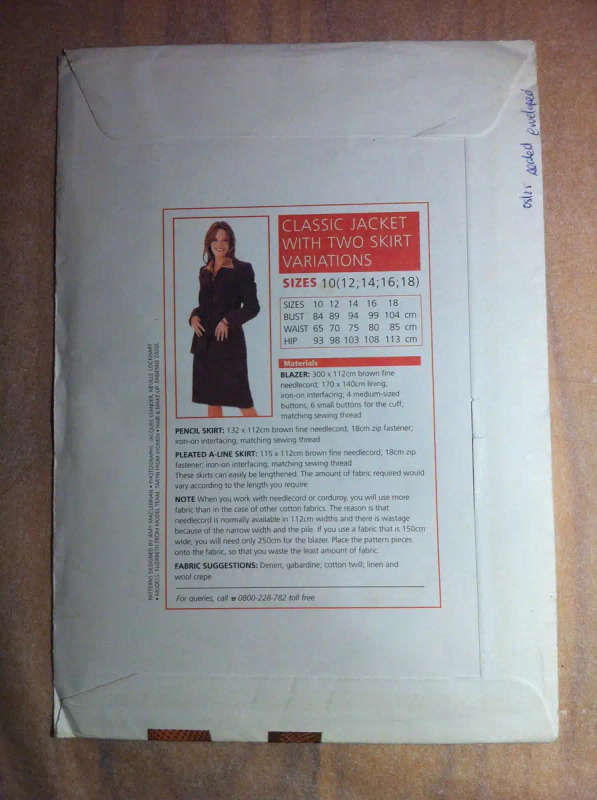 CLASSIC JACKET
WITH TWO SKIRT
VARIATIONS
SIZES 10(12;14;16;18)
SIZES 10 12 14 16 18
BUST 84 89 94 99 104 cm
WAIST 65 70 75 80 85 cm
HIP 93 98 103 108 113 cm
Materials
BLAZER: 300 x 112cm brown fine
needlecord; 170 x 140cm lining;
iron-on interfacing; 4 medium-sized
buttons; 6 small buttons for the cuff;
matching sewing thread
PENCIL SKIRT: 132 x 112cm brown fine needlecord; 18cm zip fastener;
iron-on interfacing; matching sewing thread
PLEATED A-LINE SKIRT: 115 x 112cm brown fine needlecord; 18cm zip
fastener; iron-on interfacing; matching sewing thread
These skirts can easily be lengthened. The amount of fabric required would
vary according to the length you require
NOTE When you work with needlecord or corduroy, you will use more
fabric than in the case of other cotton fabrics. The reason is that
needlecord is normally available in 112cm widths and there is wastage
because of the narrow width and the pile. If you use a fabric that is 150cm
wide, you will need only 250cm for the blazer. Place the pattern pieces
onto the fabric, so that you waste the least amount of fabric.
FABRIC SUGGESTIONS: Denim, gabardine; cotton twill; linen and
wool crepe
For queries, call ☎ 0800-228-782 toll free
PATTERNS DESIGNED BY • PHOTOGRAPHS:
• MODELS: FROM MODEL TEAM, • HAIR & MAKE-UP: